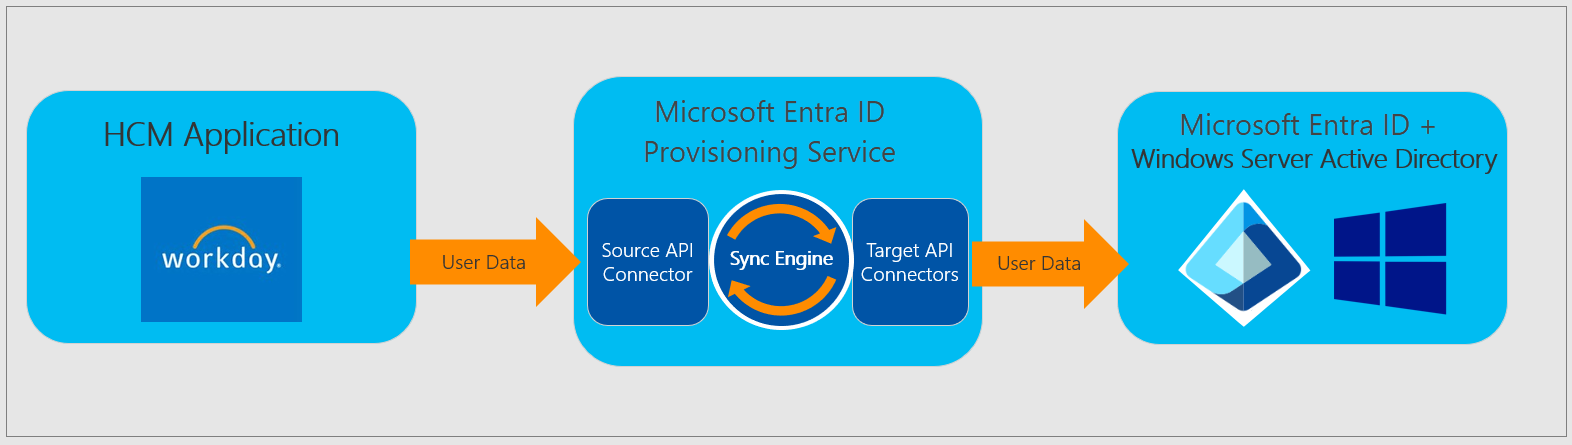 HCM Application
workday.
User Data
Microsoft Entra ID
Provisioning Service
Source API
Connector
Sync Engine
Target API
Connectors
User Data
Microsoft Entra ID +
Windows Server Active Directory